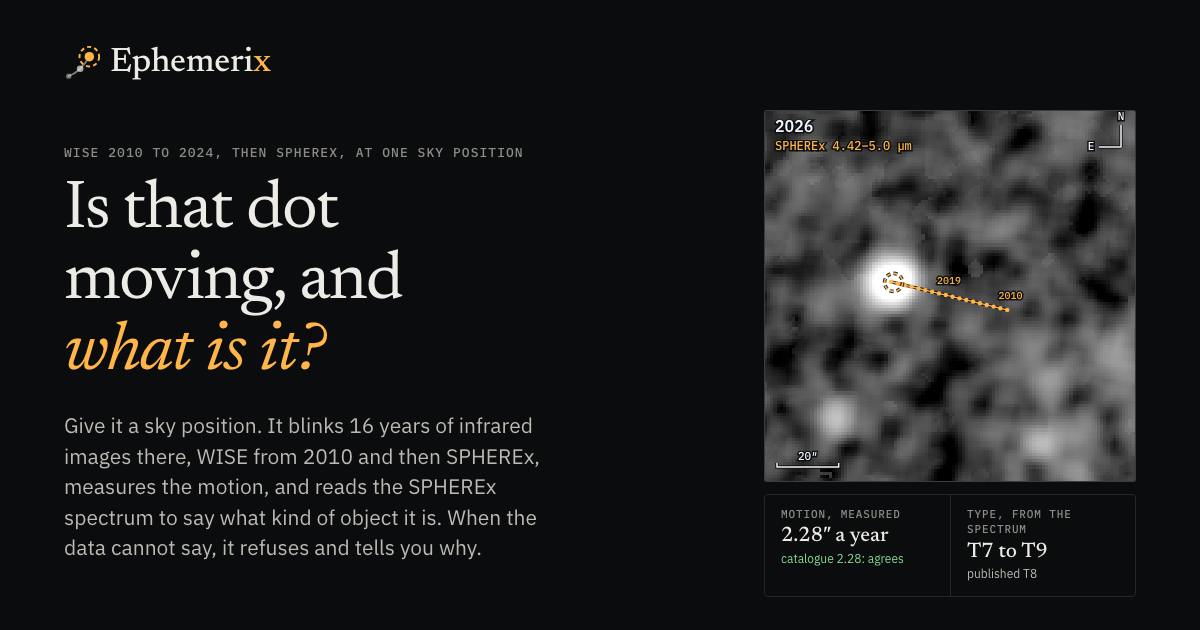 Ephemerix
WISE 2010 TO 2024, THEN SPHEREX, AT ONE SKY POSITION
Is that dot
moving, and
what is it?
Give it a sky position. It blinks 16 years of infrared
images there, WISE from 2010 and then SPHEREx,
measures the motion, and reads the SPHEREx
spectrum to say what kind of object it is. When the
data cannot say, it refuses and tells you why.
2026
SPHEREx 4.42–5.0 µm
N
E
2019
2010
20″
MOTION, MEASURED
2.28″ a year
catalogue 2.28: agrees
TYPE, FROM THE
SPECTRUM
T7 to T9
published T8